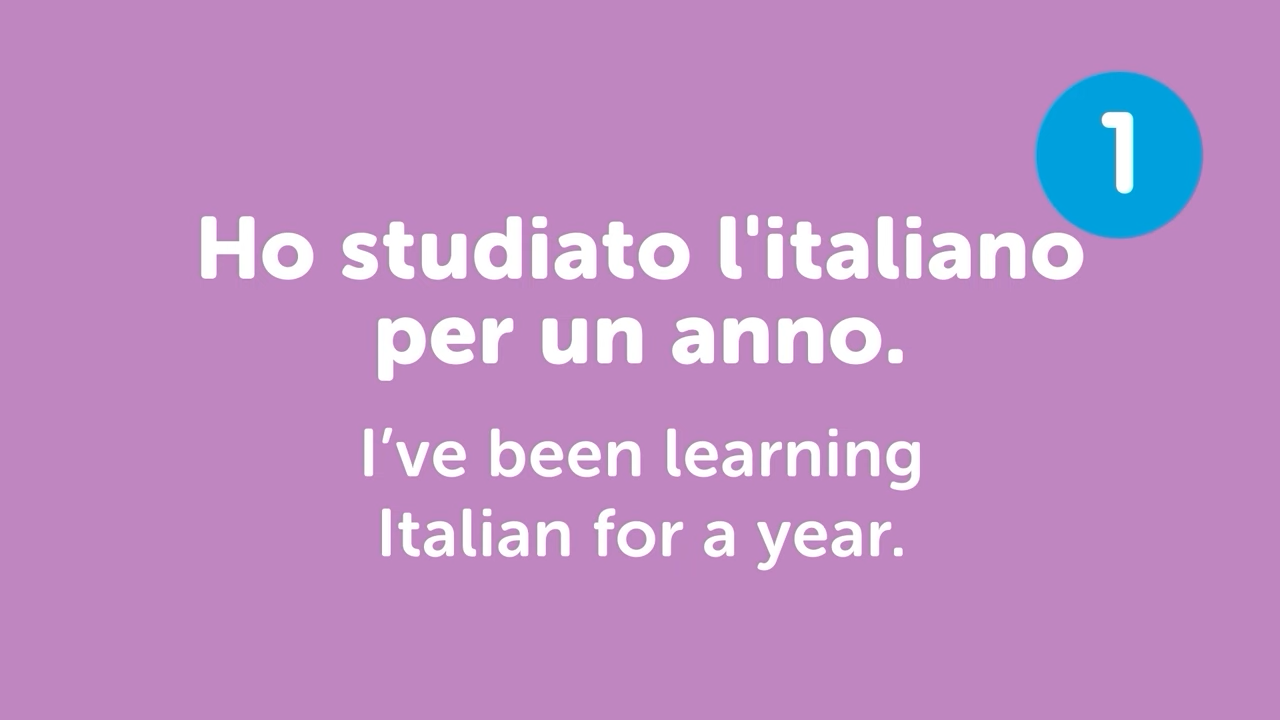 1
Ho studiato l'italiano
per un anno.
I’ve been learning
Italian for a year.